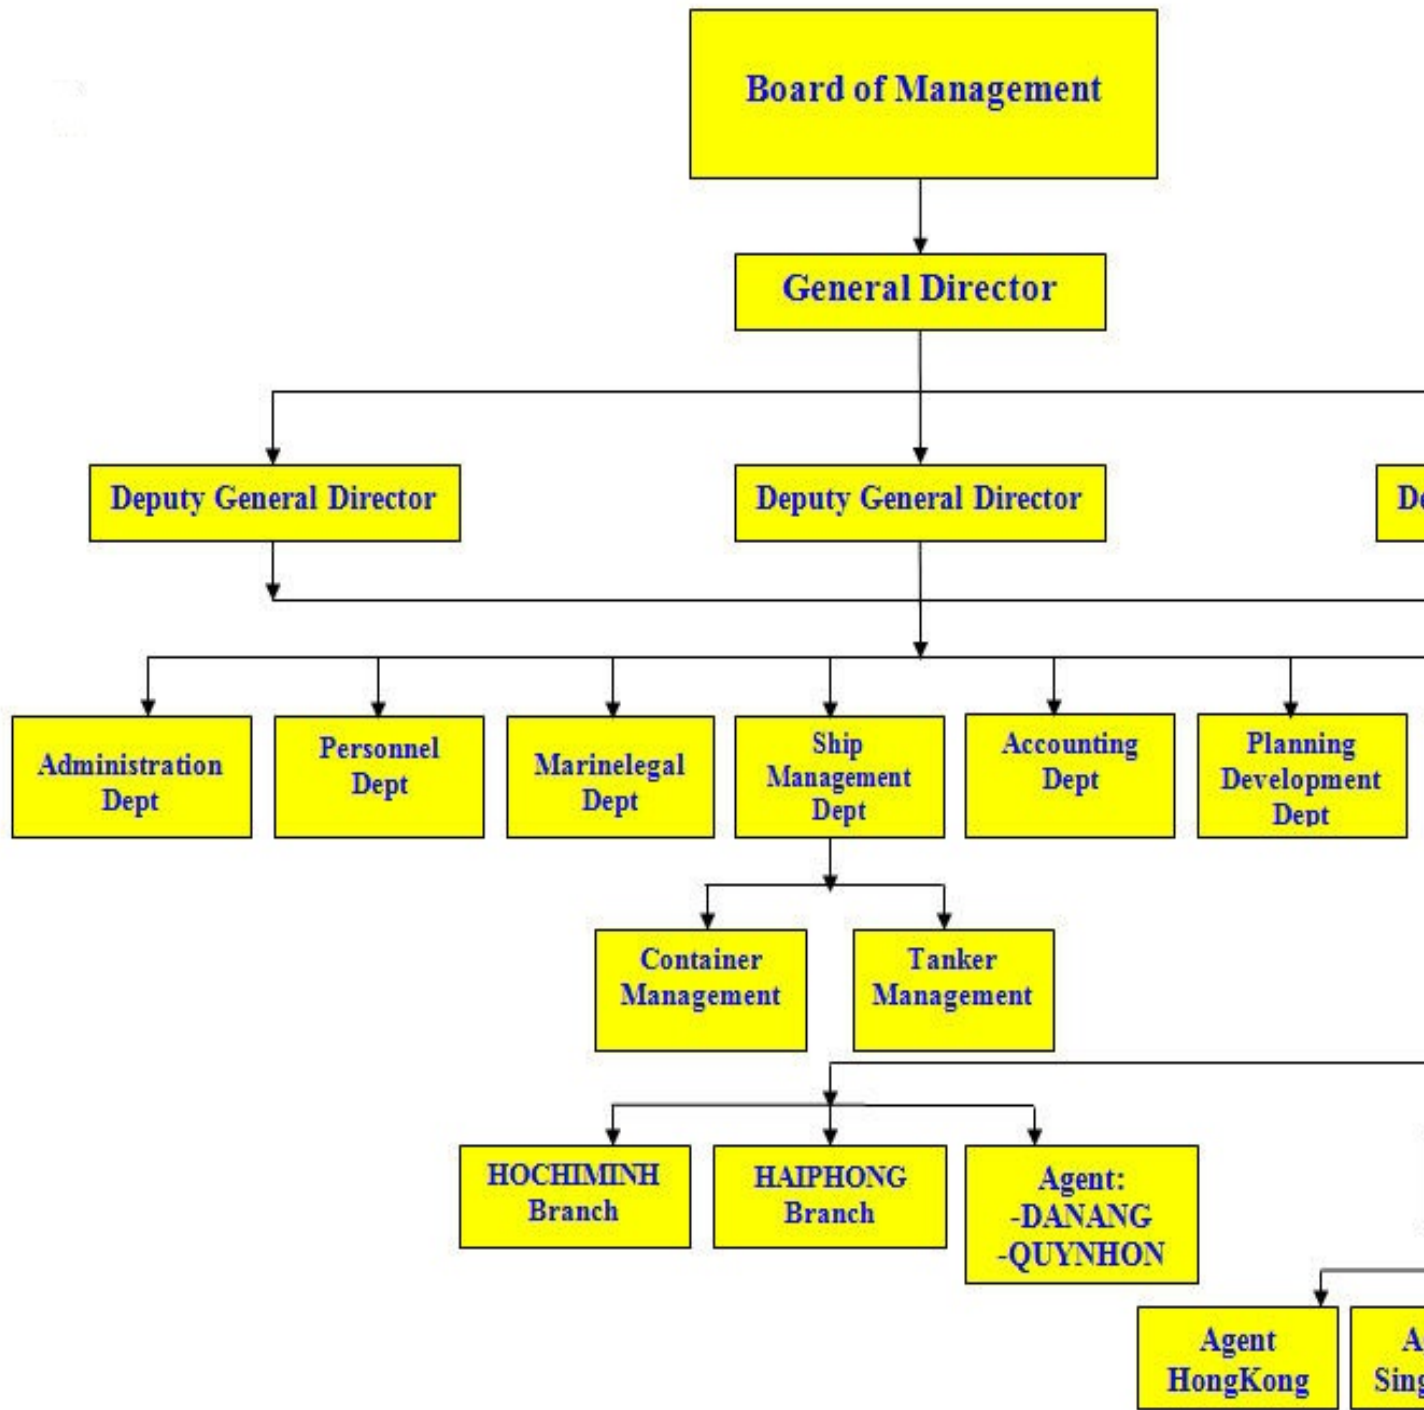 Board of Management
General Director
Deputy General Director
Deputy General Director
Administration
Dept
Personnel
Dept
Marinelegal
Dept
Ship
Management
Dept
Accounting
Dept
Planning
Development
Dept
Container
Management
Tanker
Management
HOCHIMINH
Branch
HAIPHONG
Branch
Agent:
-DANANG
-QUYNHON
Agent
HongKong